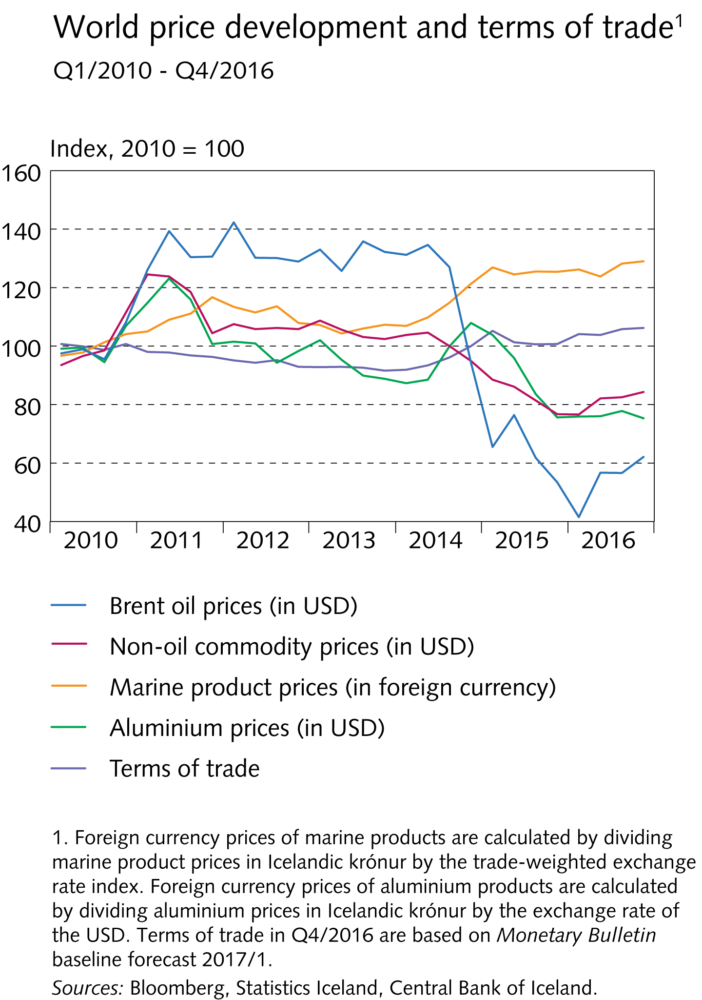 World price development and terms of trade¹
Q1/2010 - Q4/2016
Index, 2010 = 100
160
140
120
100
80
60
40
2010 2011 2012 2013 2014 2015 2016
Brent oil prices (in USD)
Non-oil commodity prices (in USD)
Marine product prices (in foreign currency)
Aluminium prices (in USD)
Terms of trade
1. Foreign currency prices of marine products are calculated by dividing
marine product prices in Icelandic krónur by the trade-weighted exchange
rate index. Foreign currency prices of aluminium products are calculated
by dividing aluminium prices in Icelandic krónur by the exchange rate of
the USD. Terms of trade in Q4/2016 are based on Monetary Bulletin
baseline forecast 2017/1.
Sources: Bloomberg, Statistics Iceland, Central Bank of Iceland.